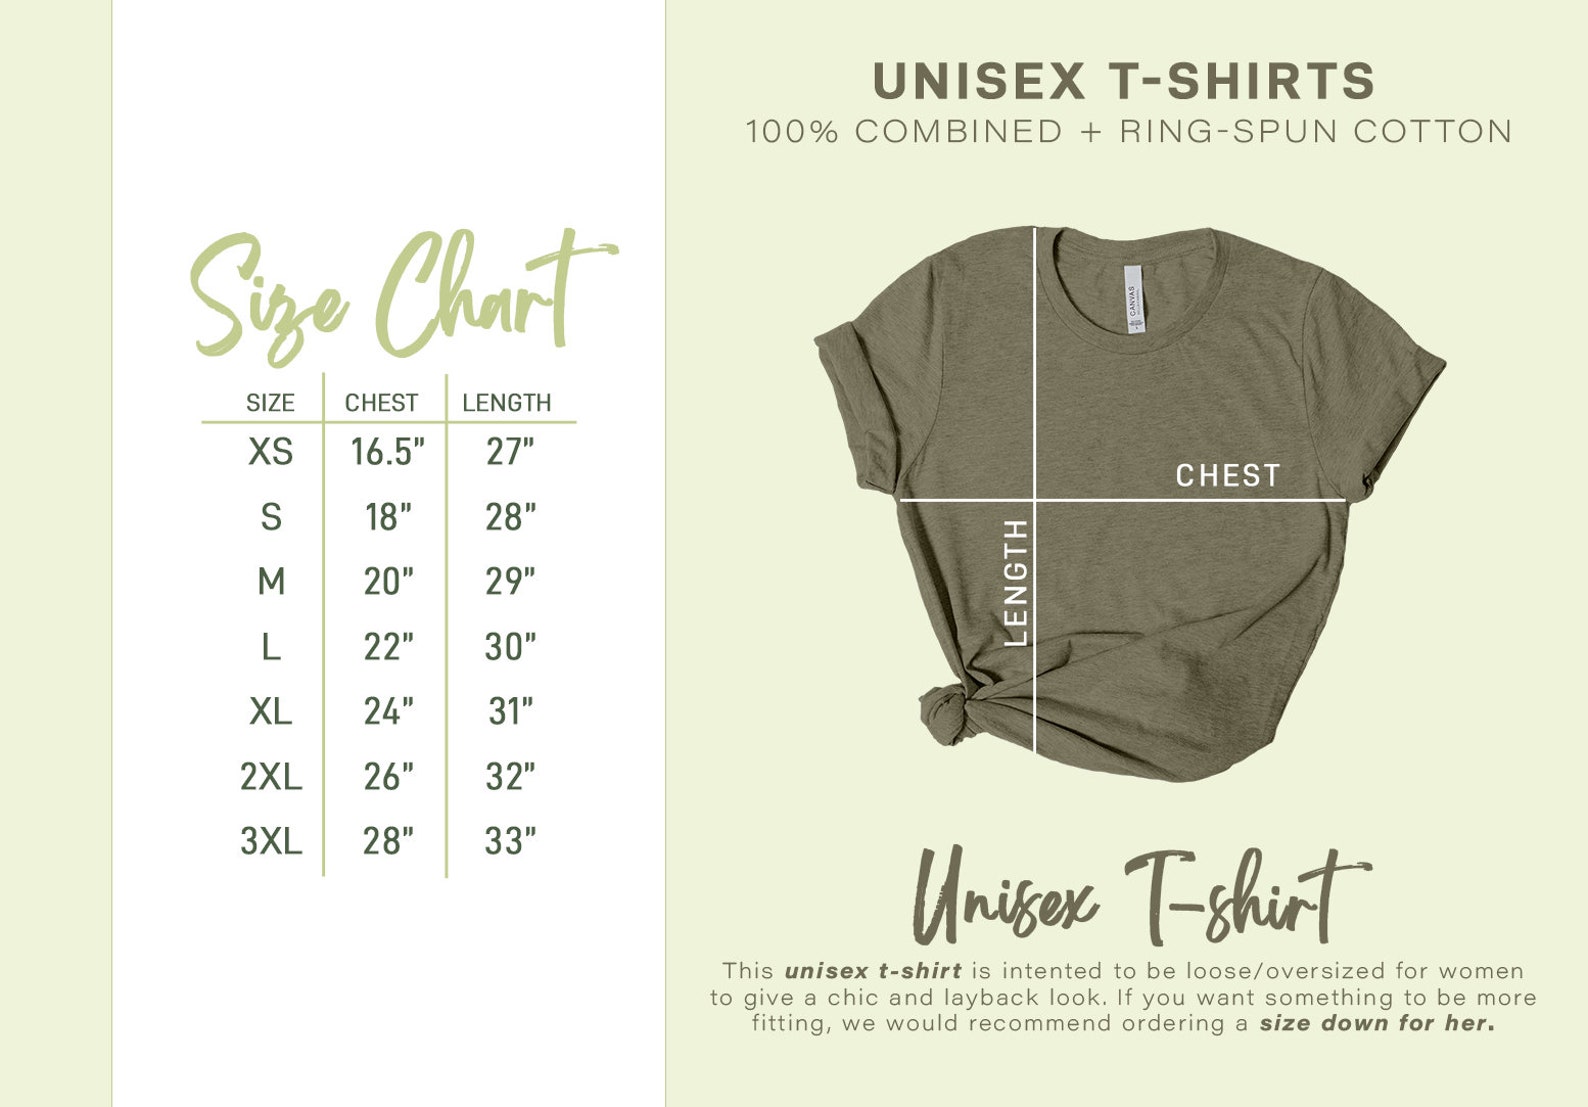 Size Chart
SIZE CHEST LENGTH
XS 16.5” 27”
S 18” 28”
M 20” 29”
L 22” 30”
XL 24” 31”
2XL 26” 32”
3XL 28” 33”
UNISEX T-SHIRTS
100% COMBINED + RING-SPUN COTTON
CANVAS
CHEST
LENGTH
Unisex T-shirt
This unisex t-shirt is intented to be loose/oversized for women
to give a chic and layback look. If you want something to be more
fitting, we would recommend ordering a size down for her.